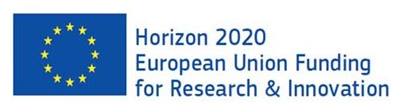 Horizon 2020
European Union Funding
for Research & Innovation